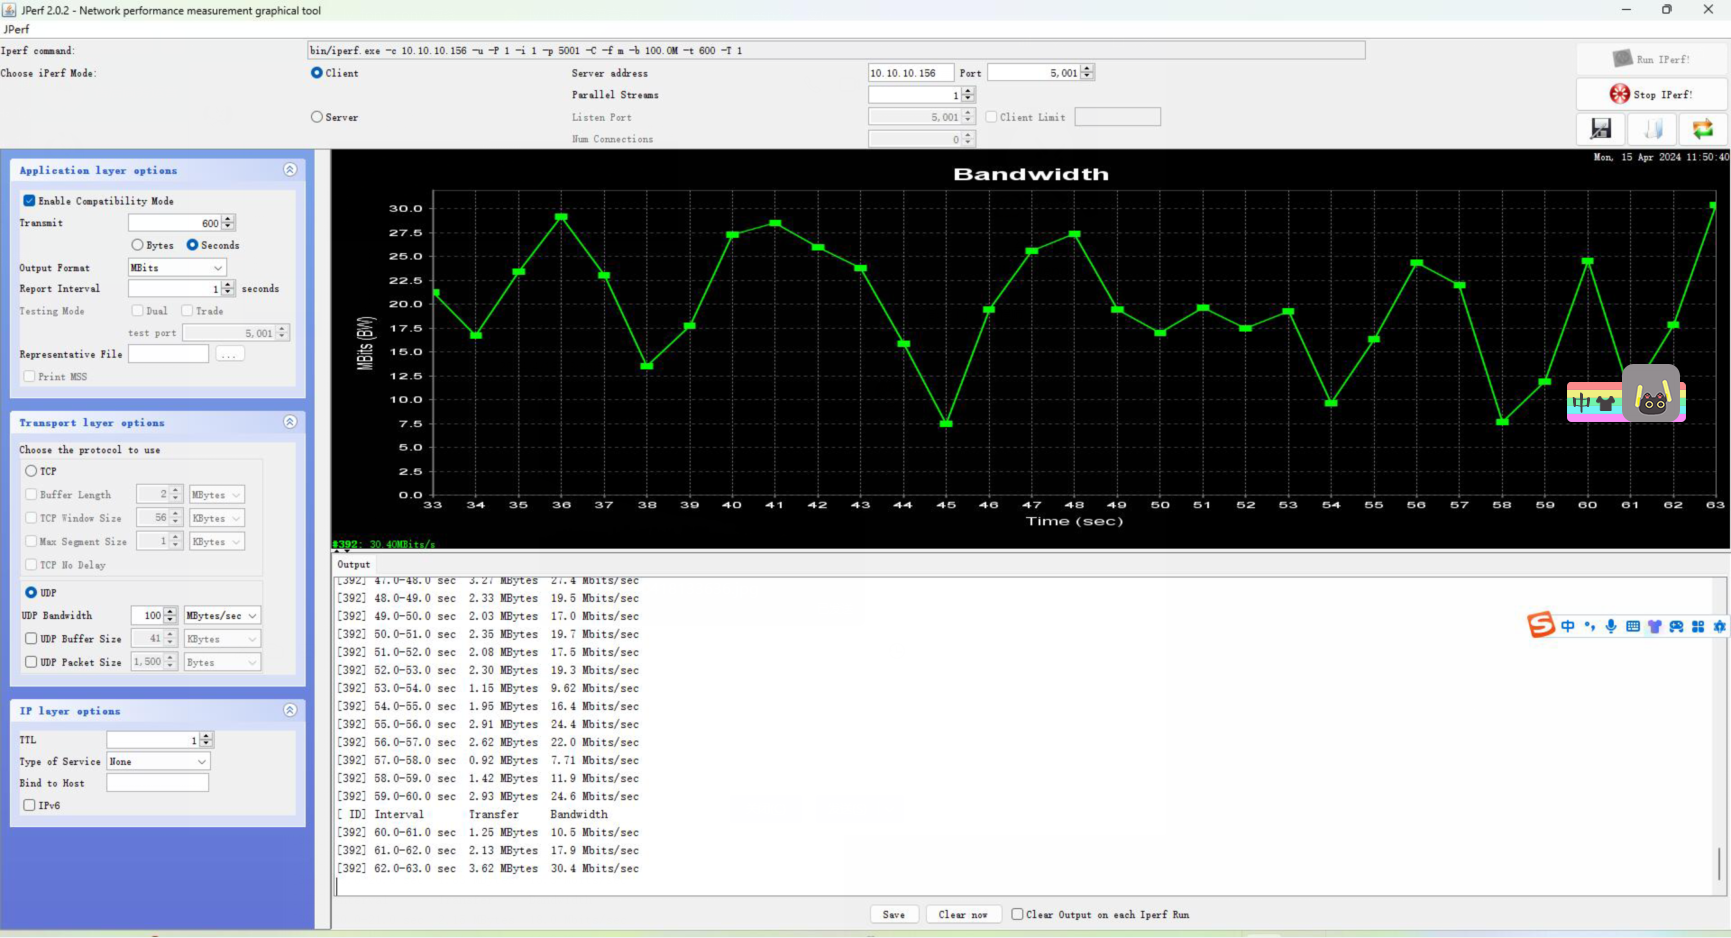 JPerf 2.0.2 - Network performance measurement graphical tool
JPerf
Iperf command:
bin/iperf.exe -c 10.10.10.156 -u -P 1 -i 1 -p 5001 -C -f m -b 100.0M -t 600 -T 1
Choose iPerf Mode:
Client
Server address
10.10.10.156
Port
5,001
Parallel Streams
1
Server
Listen Port
5,001
Client Limit
Num Connections
0
Run IPerf!
Stop IPerf!
Application layer options
Enable Compatibility Mode
Transmit
600
Bytes
Seconds
Output Format
MBits
Report Interval
1
seconds
Testing Mode
Dual
Trade
test port
5,001
Representative File
...
Print MSS
Transport layer options
Choose the protocol to use
TCP
Buffer Length
2
MBytes
TCP Window Size
56
KBytes
Max Segment Size
1
KBytes
TCP No Delay
UDP
UDP Bandwidth
100
MBytes/sec
UDP Buffer Size
41
KBytes
UDP Packet Size
1,500
Bytes
IP layer options
TTL
1
Type of Service
None
Bind to Host
IPv6
Mon, 15 Apr 2024 11:50:40
Bandwidth
MBits (BW)
30.0
27.5
25.0
22.5
20.0
17.5
15.0
12.5
10.0
7.5
5.0
2.5
0.0
33 34 35 36 37 38 39 40 41 42 43 44 45 46 47 48 49 50 51 52 53 54 55 56 57 58 59 60 61 62 63
Time (sec)
中
#392: 30.40MBits/s
Output
[392] 47.0-48.0 sec 3.27 MBytes 27.4 Mbits/sec
[392] 48.0-49.0 sec 2.33 MBytes 19.5 Mbits/sec
[392] 49.0-50.0 sec 2.03 MBytes 17.0 Mbits/sec
[392] 50.0-51.0 sec 2.35 MBytes 19.7 Mbits/sec
[392] 51.0-52.0 sec 2.08 MBytes 17.5 Mbits/sec
[392] 52.0-53.0 sec 2.30 MBytes 19.3 Mbits/sec
[392] 53.0-54.0 sec 1.15 MBytes 9.62 Mbits/sec
[392] 54.0-55.0 sec 1.95 MBytes 16.4 Mbits/sec
[392] 55.0-56.0 sec 2.91 MBytes 24.4 Mbits/sec
[392] 56.0-57.0 sec 2.62 MBytes 22.0 Mbits/sec
[392] 57.0-58.0 sec 0.92 MBytes 7.71 Mbits/sec
[392] 58.0-59.0 sec 1.42 MBytes 11.9 Mbits/sec
[392] 59.0-60.0 sec 2.93 MBytes 24.6 Mbits/sec
[ ID] Interval Transfer Bandwidth
[392] 60.0-61.0 sec 1.25 MBytes 10.5 Mbits/sec
[392] 61.0-62.0 sec 2.13 MBytes 17.9 Mbits/sec
[392] 62.0-63.0 sec 3.62 MBytes 30.4 Mbits/sec
S 中
Save
Clear now
Clear Output on each Iperf Run